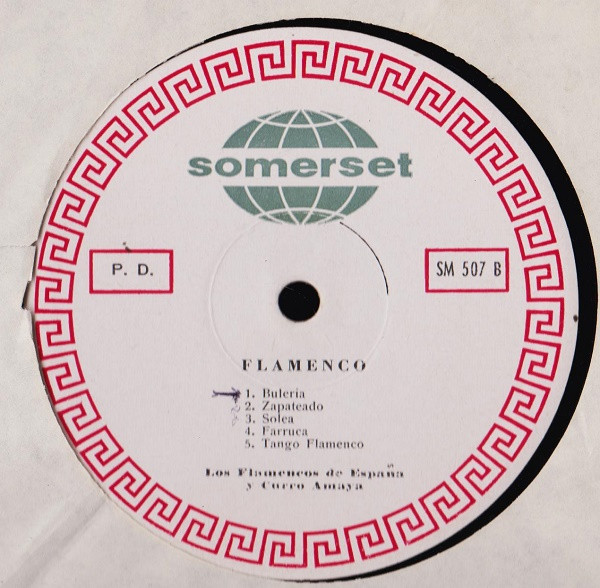 somerset
P. D.
SM 507 B
FLAMENCO
1. Bulería
2. Zapateado
3. Solea
4. Farruca
5. Tango Flamenco
Los Flamencos de España
y Curro Amaya